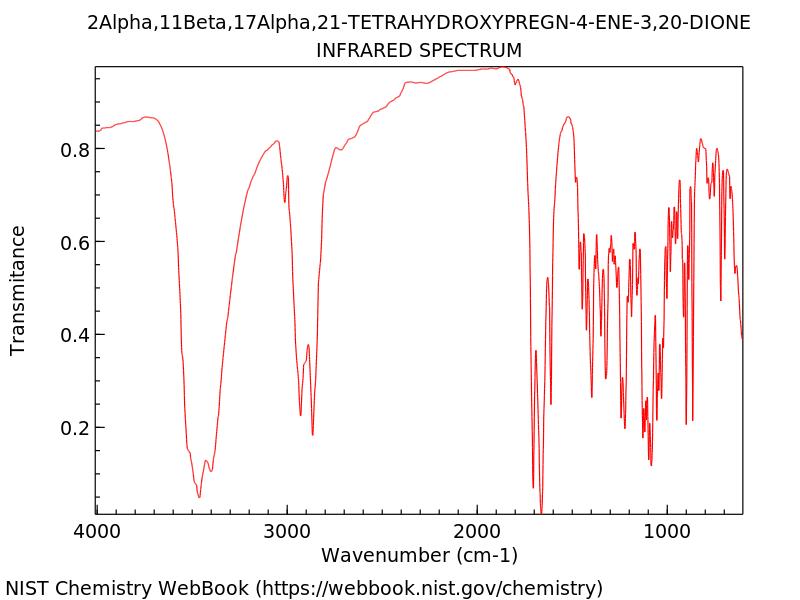 2Alpha,11Beta,17Alpha,21-TETRAHYDROXYPREGN-4-ENE-3,20-DIONE
INFRARED SPECTRUM
Transmitance
0.8
0.6
0.4
0.2
4000 3000 2000 1000
Wavenumber (cm-1)
NIST Chemistry WebBook (https://webbook.nist.gov/chemistry)